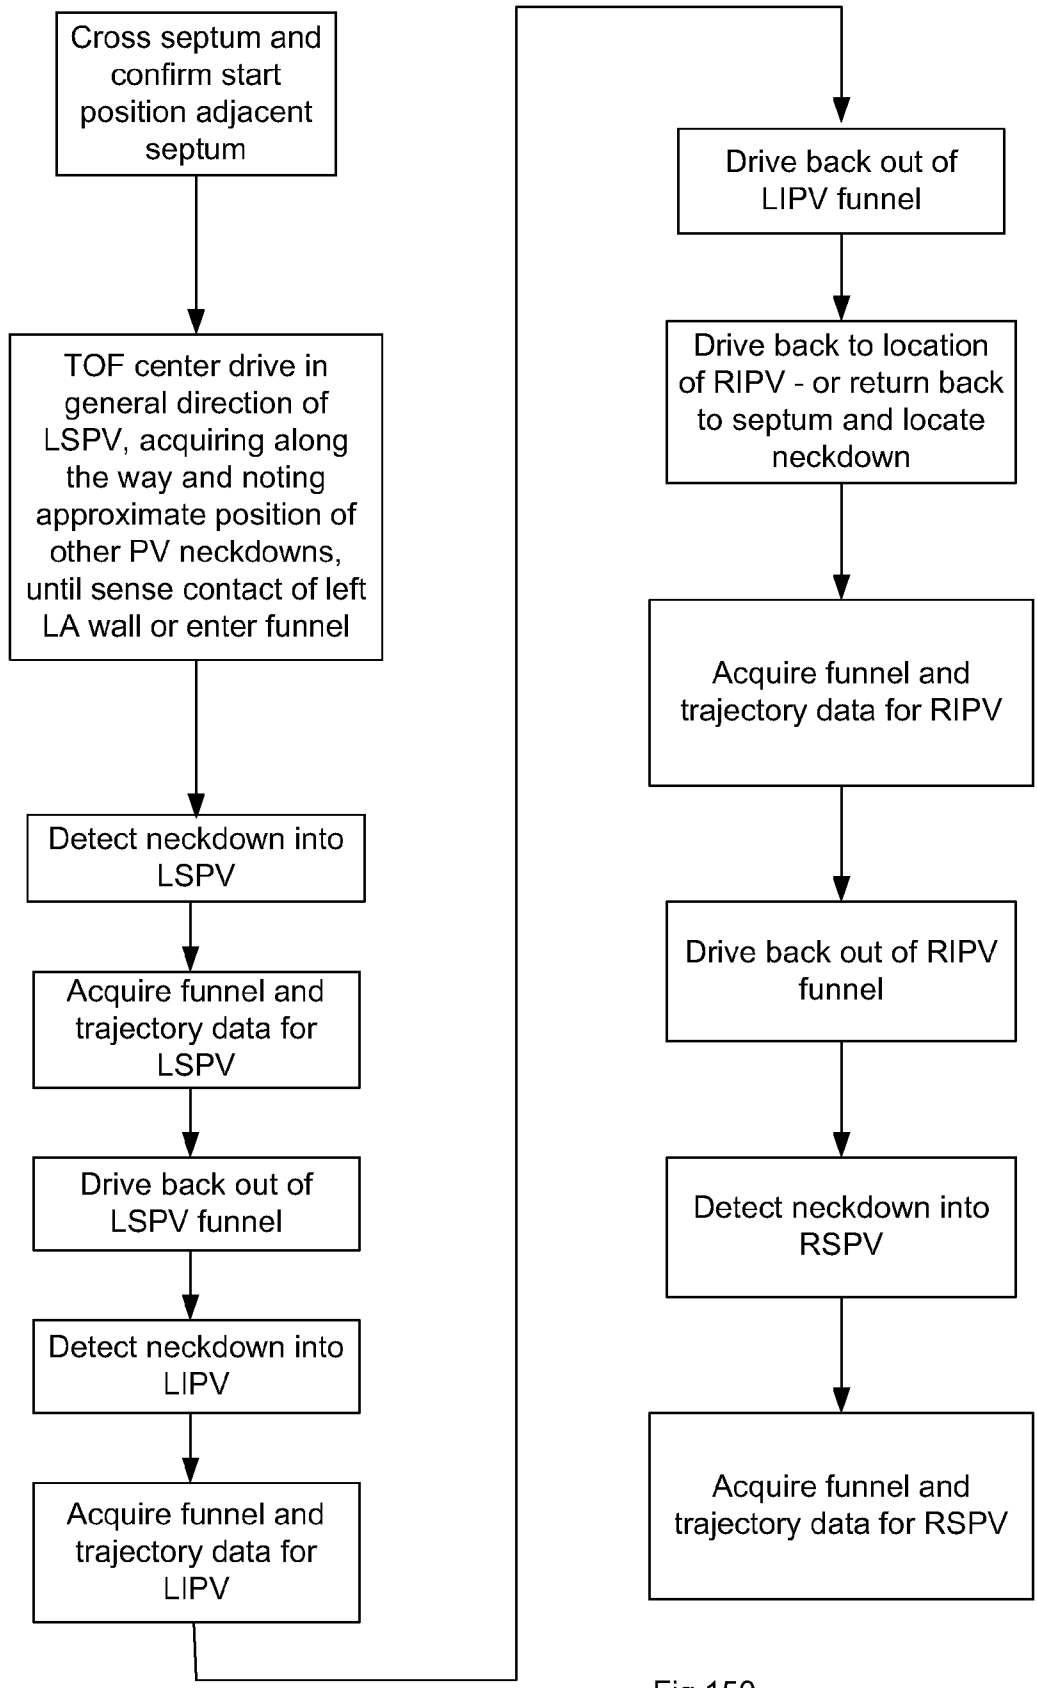 Cross septum and
confirm start
position adjacent
septum
TOF center drive in
general direction of
LSPV, acquiring along
the way and noting
approximate position of
other PV neckdowns,
until sense contact of left
LA wall or enter funnel
Detect neckdown into
LSPV
Acquire funnel and
trajectory data for
LSPV
Drive back out of
LSPV funnel
Detect neckdown into
LIPV
Acquire funnel and
trajectory data for
LIPV
Drive back out of
LIPV funnel
Drive back to location
of RIPV - or return back
to septum and locate
neckdown
Acquire funnel and
trajectory data for RIPV
Drive back out of RIPV
funnel
Detect neckdown into
RSPV
Acquire funnel and
trajectory data for RSPV